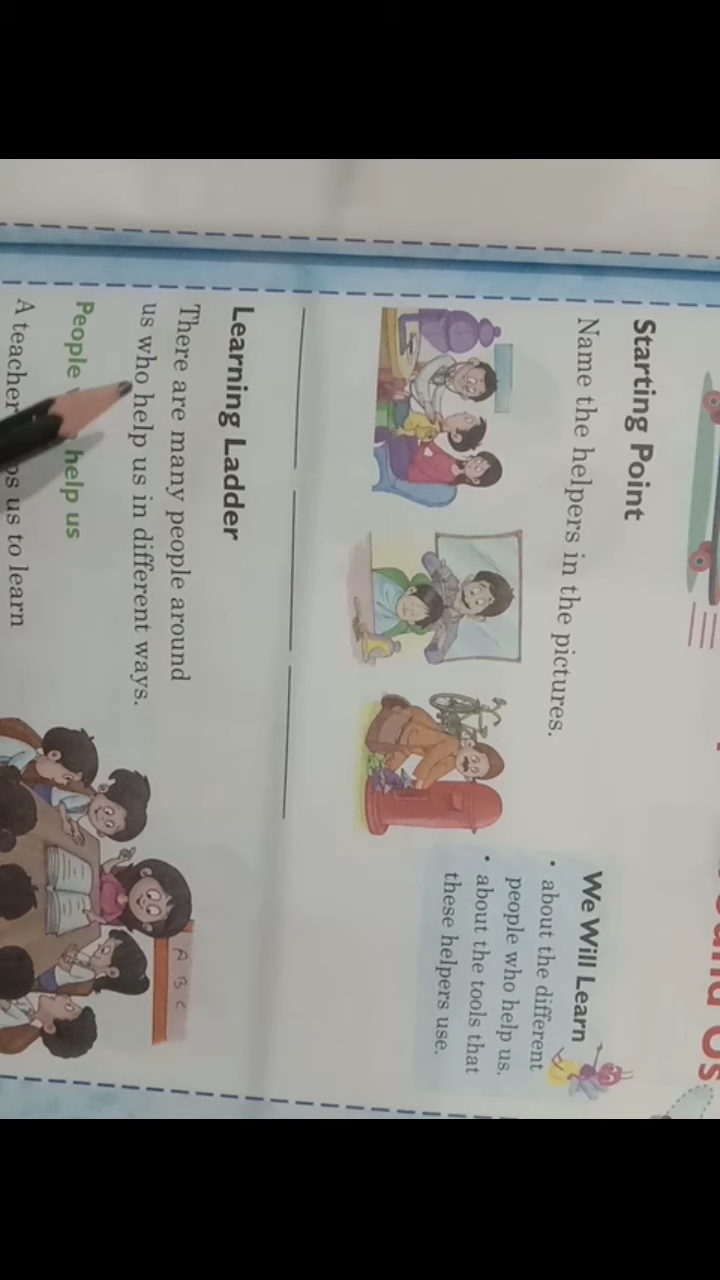 Us
Starting Point
Name the helpers in the pictures.
We Will Learn
• about the different
people who help us.
• about the tools that
these helpers use.
Learning Ladder
There are many people around
us who help us in different ways.
People help us
A teacher us to learn
A B C